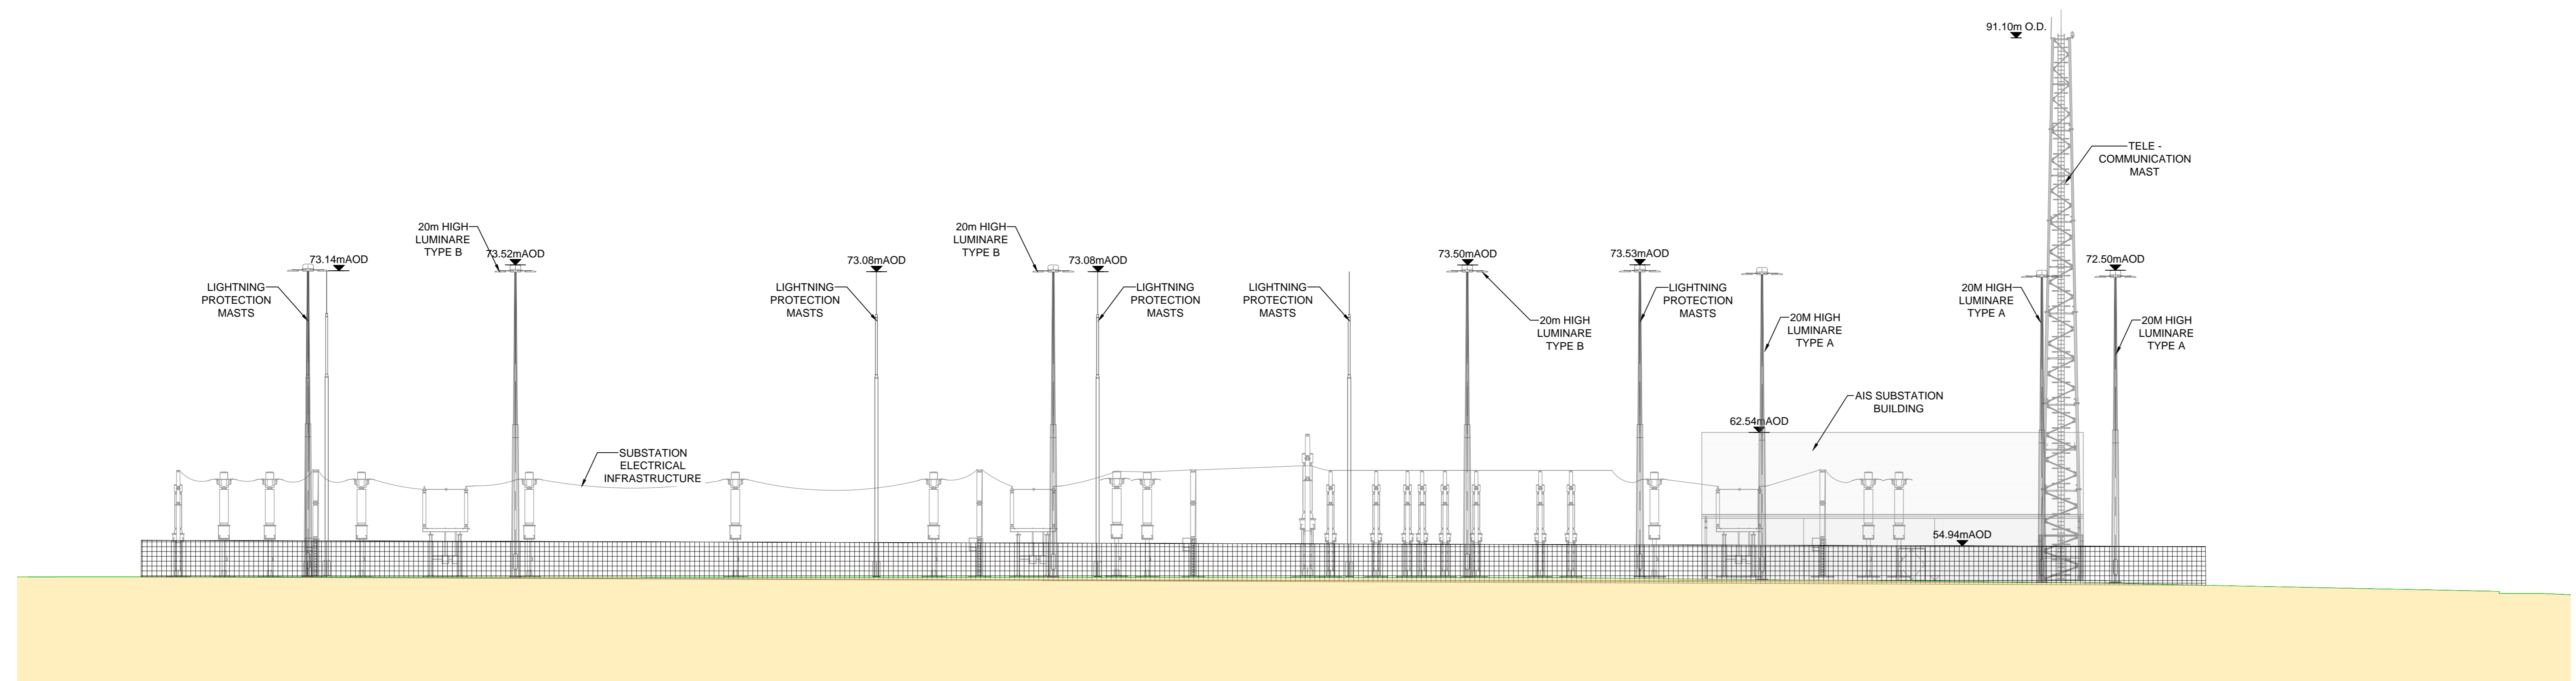 91.10m O.D.
TELE -
COMMUNICATION
MAST
20m HIGH
LUMINARE
TYPE B
73.14mAOD
73.52mAOD
LIGHTNING
PROTECTION
MASTS
73.08mAOD
LIGHTNING
PROTECTION
MASTS
20m HIGH
LUMINARE
TYPE B
73.08mAOD
LIGHTNING
PROTECTION
MASTS
LIGHTNING
PROTECTION
MASTS
73.50mAOD
20m HIGH
LUMINARE
TYPE B
73.53mAOD
LIGHTNING
PROTECTION
MASTS
20M HIGH
LUMINARE
TYPE A
20M HIGH
LUMINARE
TYPE A
72.50mAOD
20M HIGH
LUMINARE
TYPE A
AIS SUBSTATION
BUILDING
62.54mAOD
SUBSTATION
ELECTRICAL
INFRASTRUCTURE
54.94mAOD